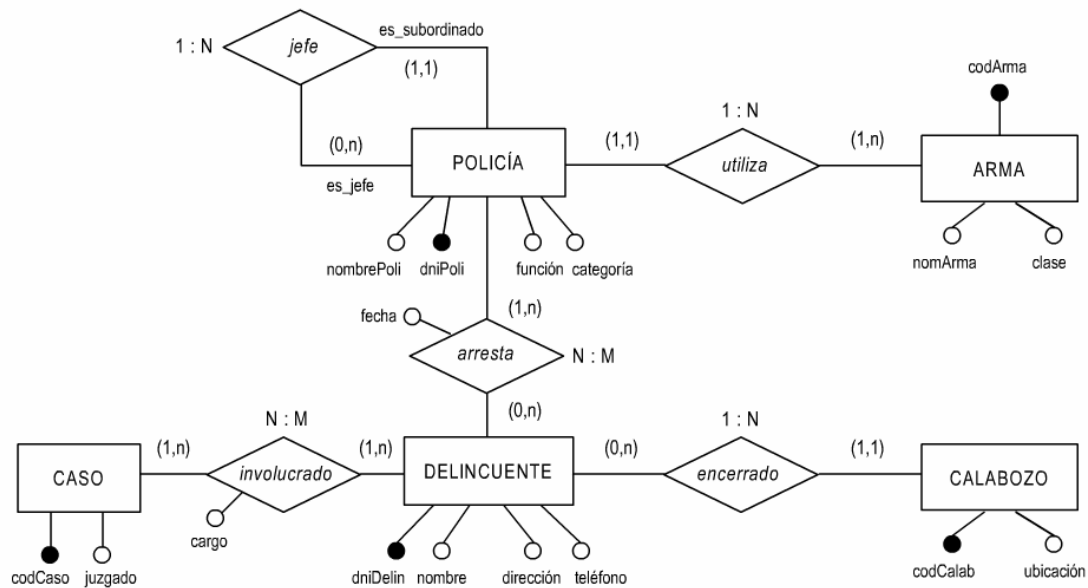 es_subordinado
1 : N
jefe
(1,1)
codArma
1 : N
(0,n)
(1,1)
(1,n)
POLICÍA
utiliza
ARMA
es_jefe
nombrePoli dniPoli función categoría
nomArma clase
fecha
(1,n)
arresta
N : M
(0,n)
N : M
1 : N
(1,n)
(1,n)
(0,n)
(1,1)
CASO
involucrado
DELINCUENTE
encerrado
CALABOZO
cargo
codCaso juzgado
dniDelin nombre dirección teléfono
codCalab ubicación